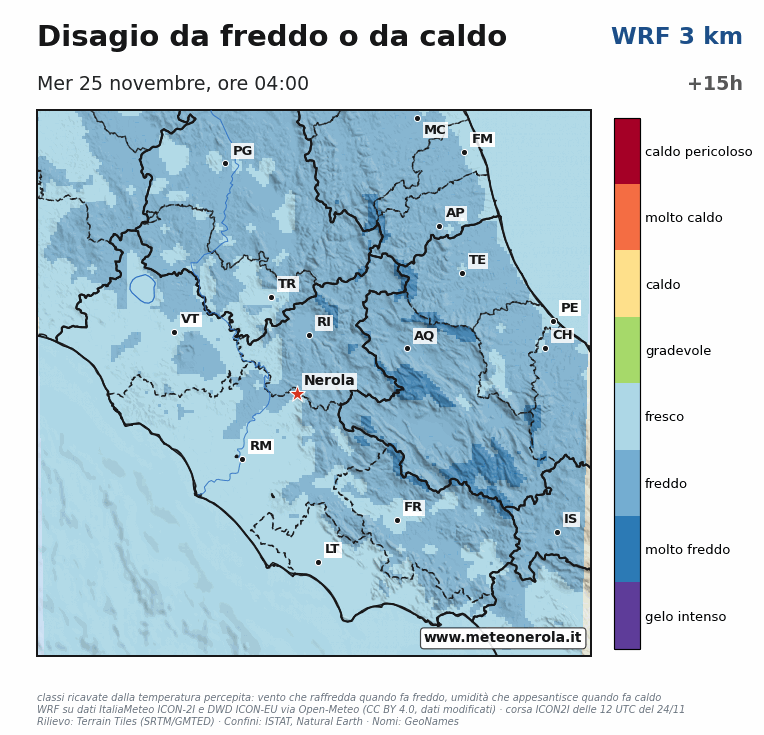 Disagio da freddo o da caldo
WRF 3 km
Mer 25 novembre, ore 04:00
+15h
MC
FM
PG
AP
TE
TR
PE
VT
RI
AQ
CH
Nerola
RM
FR
IS
LT
www.meteonerola.it
caldo pericoloso
molto caldo
caldo
gradevole
fresco
freddo
molto freddo
gelo intenso
classi ricavate dalla temperatura percepita: vento che raffredda quando fa freddo, umidità che appesantisce quando fa caldo
WRF su dati ItaliaMeteo ICON-2I e DWD ICON-EU via Open-Meteo (CC BY 4.0, dati modificati) · corsa ICON2I delle 12 UTC del 24/11
Rilievo: Terrain Tiles (SRTM/GMTED) · Confini: ISTAT, Natural Earth · Nomi: GeoNames